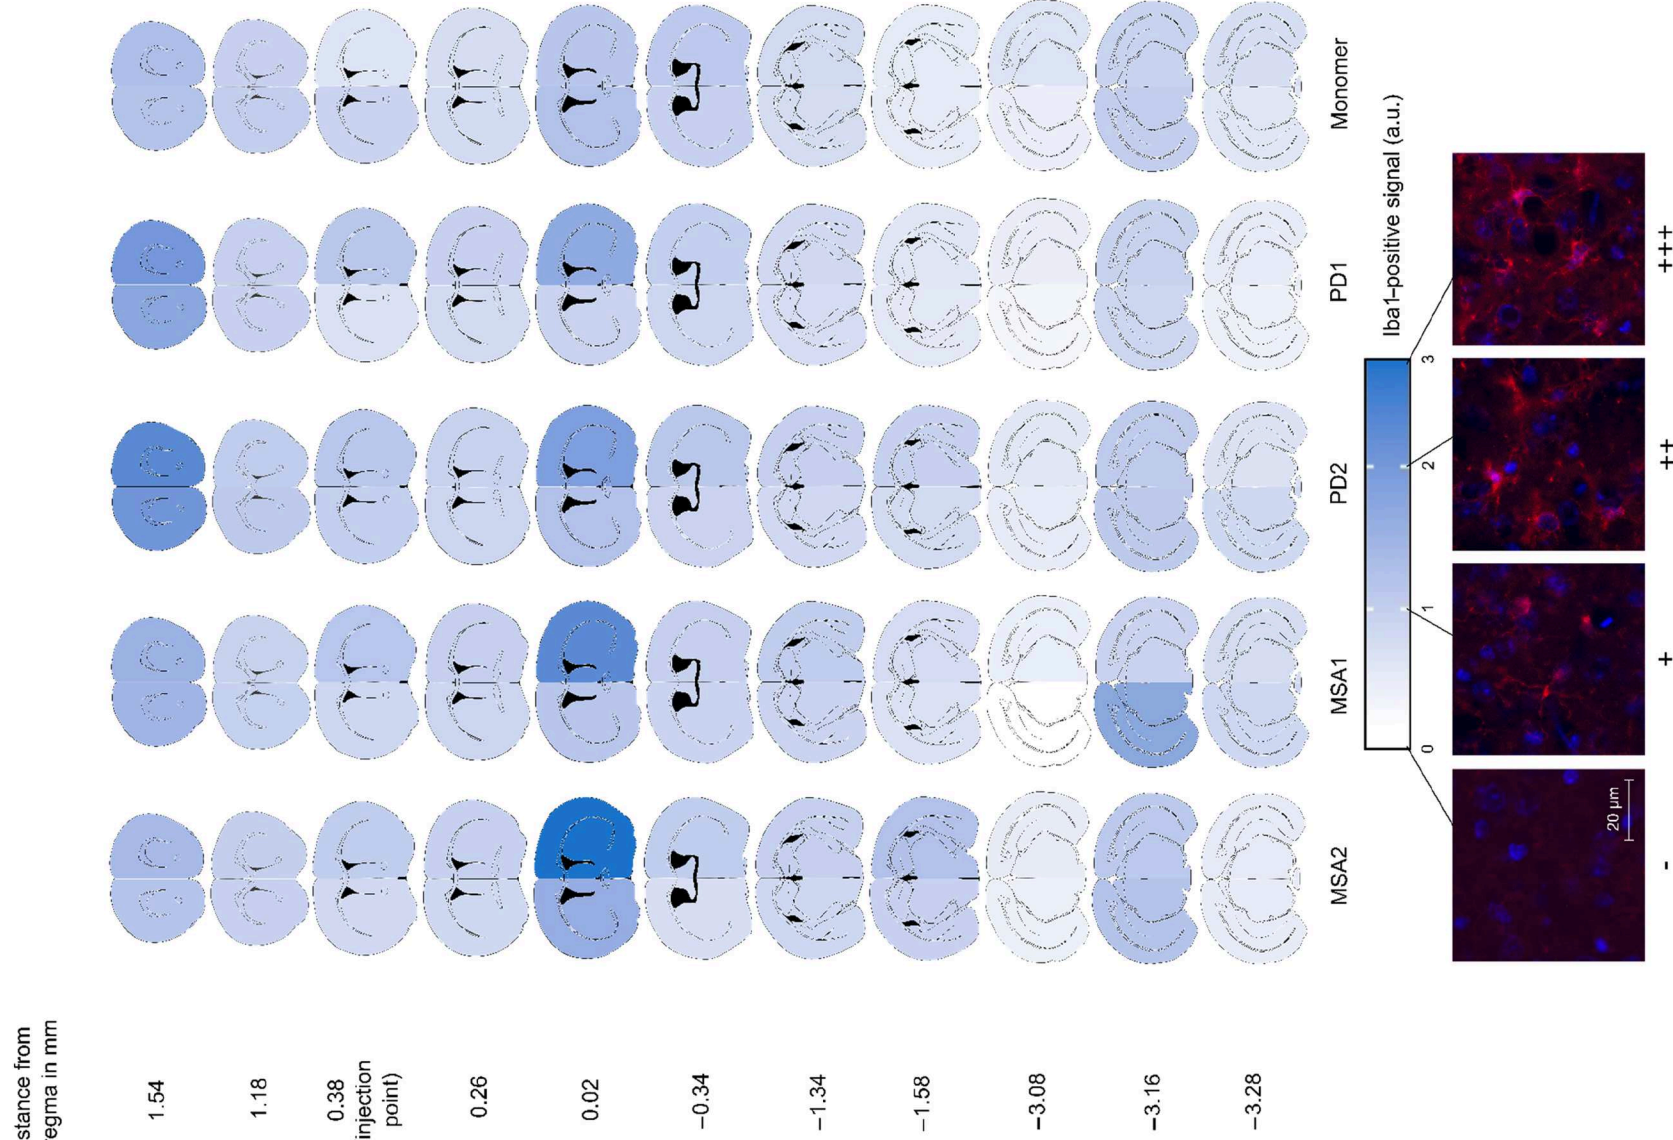 stance from
regma in mm
1.54
1.18
0.38
injection
point)
0.26
0.02
−0.34
−1.34
−1.58
−3.08
−3.16
−3.28
MSA2
MSA1
PD2
PD1
Monomer
Iba1-positive signal (a.u.)
0
1
2
3
20 µm
-
+
++
+++